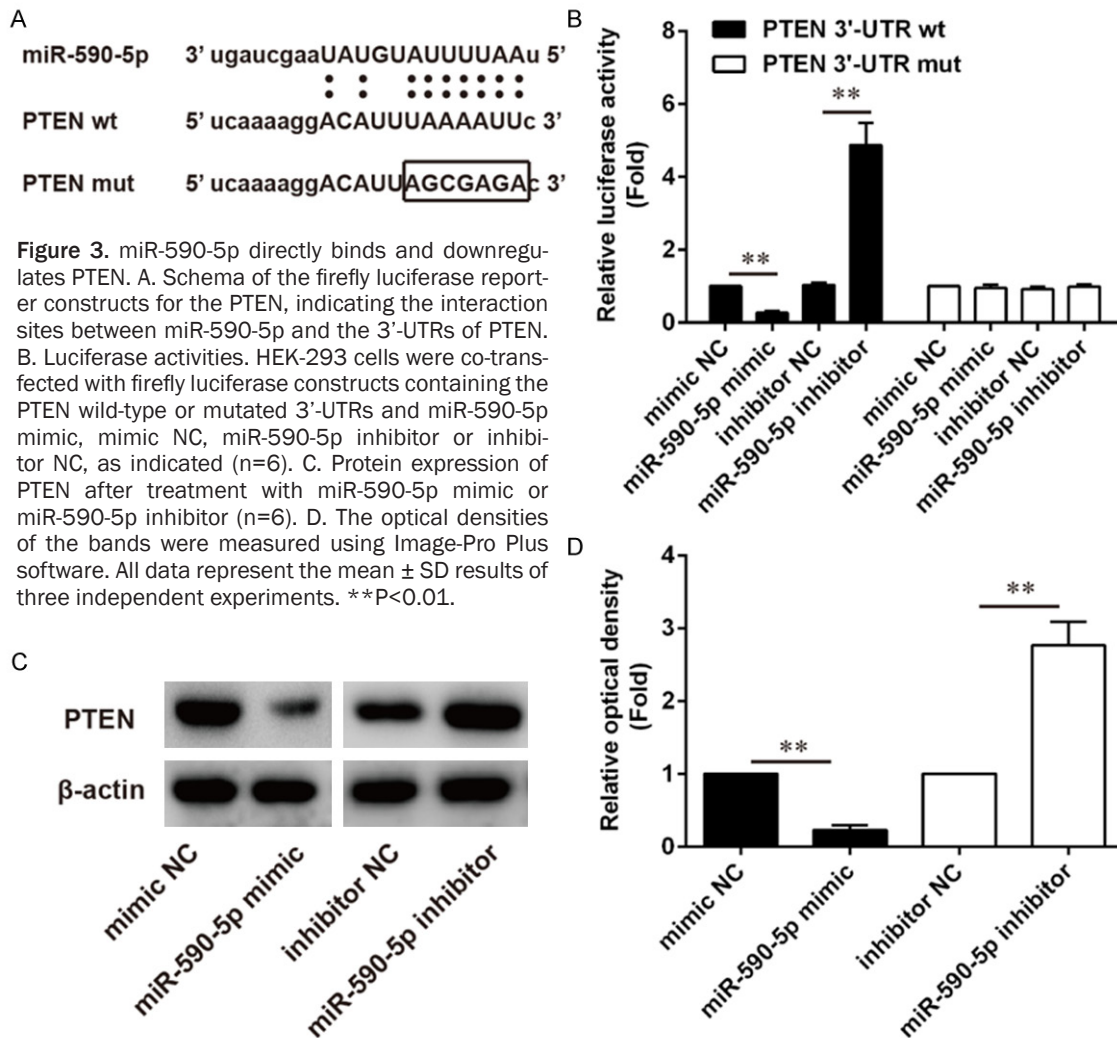 A
miR-590-5p 3’ ugaucgaaUAUGUAUUUUAAu 5’
PTEN wt 5’ ucaaaaggACAUUUAAAAUUc 3’
PTEN mut 5’ ucaaaaggACAUUAGCGAGAc 3’
Figure 3. miR-590-5p directly binds and downregu-
lates PTEN. A. Schema of the firefly luciferase report-
er constructs for the PTEN, indicating the interaction
sites between miR-590-5p and the 3’-UTRs of PTEN.
B. Luciferase activities. HEK-293 cells were co-trans-
fected with firefly luciferase constructs containing the
PTEN wild-type or mutated 3’-UTRs and miR-590-5p
mimic, mimic NC, miR-590-5p inhibitor or inhibi-
tor NC, as indicated (n=6). C. Protein expression of
PTEN after treatment with miR-590-5p mimic or
miR-590-5p inhibitor (n=6). D. The optical densities
of the bands were measured using Image-Pro Plus
software. All data represent the mean ± SD results of
three independent experiments. **P<0.01.
B
PTEN 3'-UTR wt
PTEN 3'-UTR mut
Relative luciferase activity
(Fold)
8
6
4
2
0
**
**
mimic NC
miR-590-5p mimic
inhibitor NC
miR-590-5p inhibitor
mimic NC
miR-590-5p mimic
inhibitor NC
miR-590-5p inhibitor
C
PTEN
β-actin
mimic NC
miR-590-5p mimic
inhibitor NC
miR-590-5p inhibitor
D
Relative optical density
(Fold)
4
3
2
1
0
**
**
mimic NC
miR-590-5p mimic
inhibitor NC
miR-590-5p inhibitor